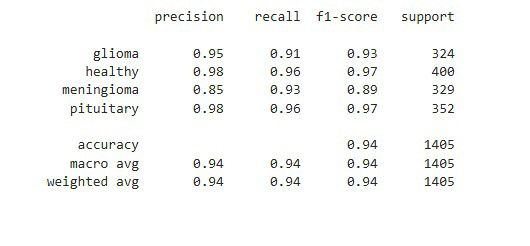 precision recall f1-score support
glioma 0.95 0.91 0.93 324
healthy 0.98 0.96 0.97 400
meningioma 0.85 0.93 0.89 329
pituitary 0.98 0.96 0.97 352
accuracy 0.94 1405
macro avg 0.94 0.94 0.94 1405
weighted avg 0.94 0.94 0.94 1405